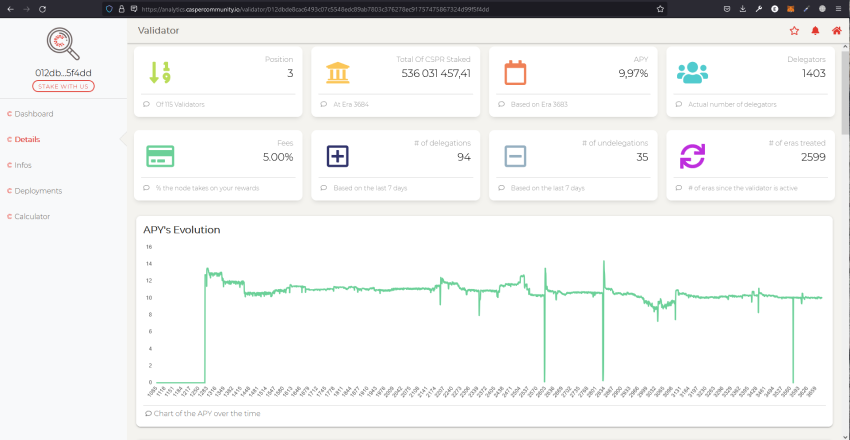 https://analytics.caspercommunity.io/validator/012dbde8cac6493c07c5548edc89ab7803c376278ec91757475867324d99f5f4dd
Validator
012db...5f4dd
STAKE WITH US
Dashboard
Details
Infos
Deployments
Calculator
Position
3
Of 115 Validators
Total Of CSPR Staked
536 031 457,41
At Era 3684
APY
9,97%
Based on Era 3683
Delegators
1403
Actual number of delegators
Fees
5.00%
% the node takes on your rewards
# of delegations
94
Based on the last 7 days
# of undelegations
35
Based on the last 7 days
# of eras treated
2599
# of eras since the validator is active
APY's Evolution
16
14
12
10
8
6
4
2
0
Chart of the APY over the time